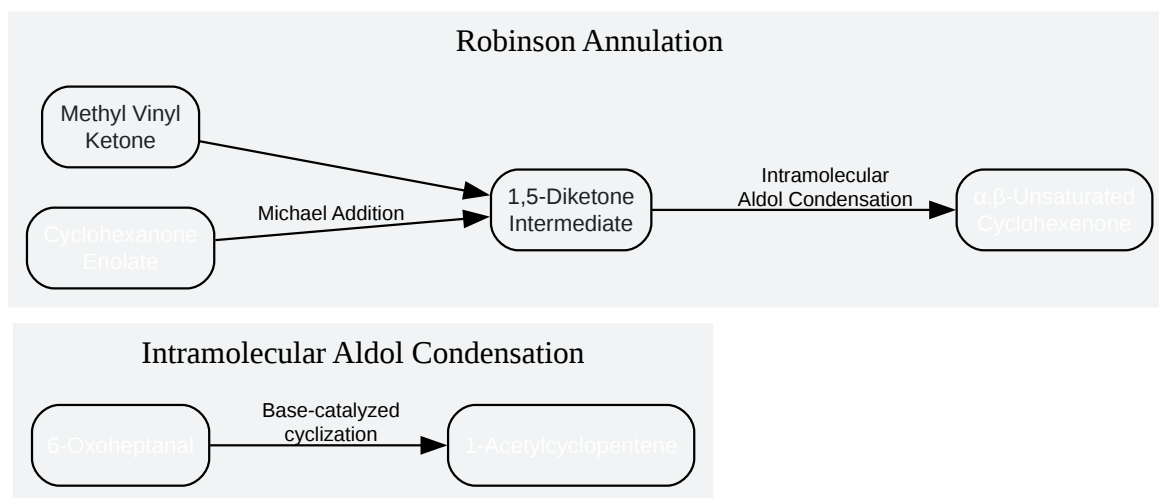 Robinson Annulation
Methyl Vinyl
Ketone
Cyclohexanone
Enolate
Michael Addition
1,5-Diketone
Intermediate
Intramolecular
Aldol Condensation
α,β-Unsaturated
Cyclohexenone
Intramolecular Aldol Condensation
6-Oxoheptanal
Base-catalyzed
cyclization
1-Acetylcyclopentene